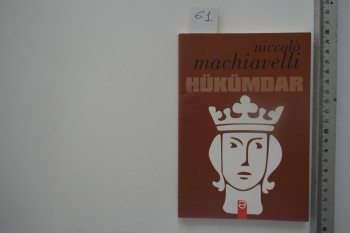 61
niccolò
machiavelli
HÜKÜMDAR